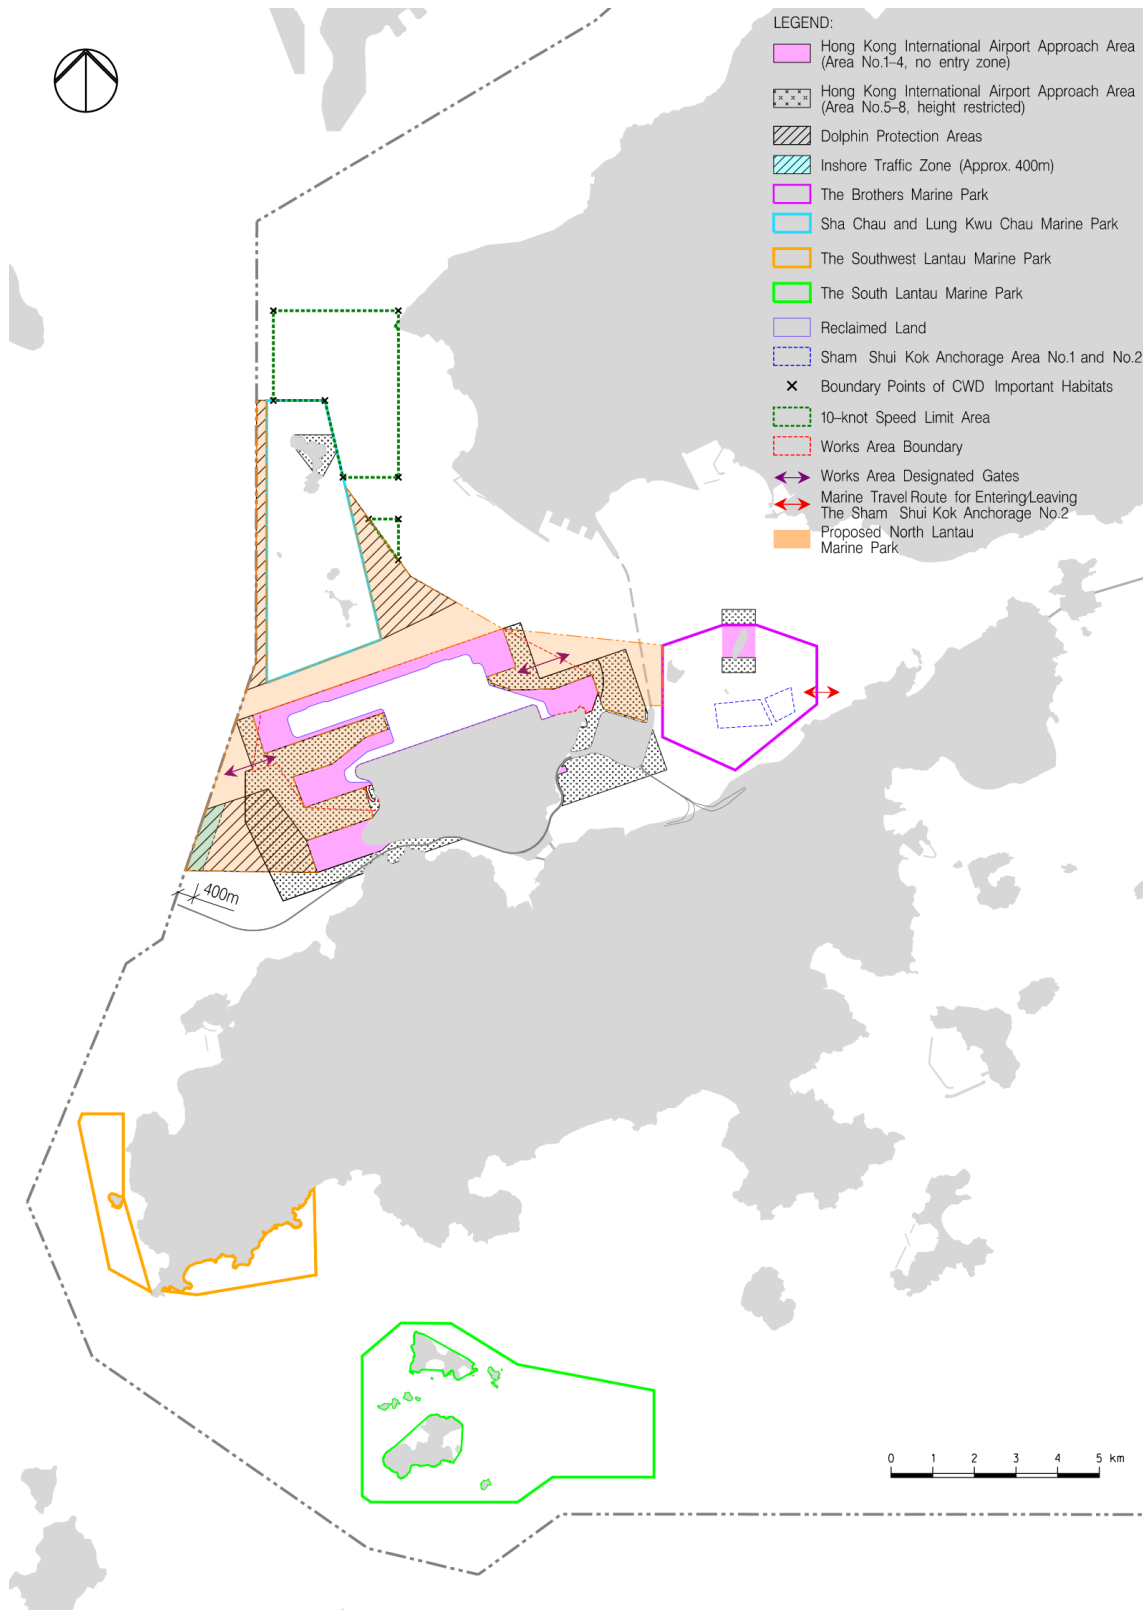 LEGEND:
Hong Kong International Airport Approach Area
(Area No.1–4, no entry zone)
Hong Kong International Airport Approach Area
(Area No.5–8, height restricted)
Dolphin Protection Areas
Inshore Traffic Zone (Approx. 400m)
The Brothers Marine Park
Sha Chau and Lung Kwu Chau Marine Park
The Southwest Lantau Marine Park
The South Lantau Marine Park
Reclaimed Land
Sham Shui Kok Anchorage Area No.1 and No.2
Boundary Points of CWD Important Habitats
10–knot Speed Limit Area
Works Area Boundary
Works Area Designated Gates
Marine Travel Route for Entering/Leaving
The Sham Shui Kok Anchorage No.2
Proposed North Lantau
Marine Park
400m
0 1 2 3 4 5 km